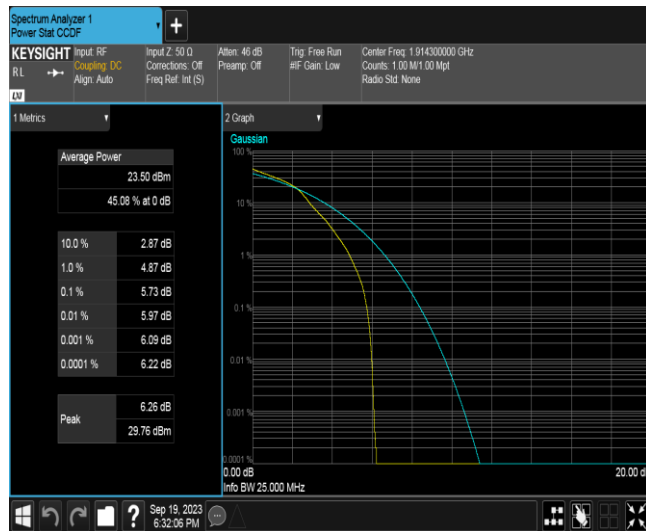 Spectrum Analyzer 1
Power Stat CCDF
+
KEYSIGHT
RL
LXI
Input: RF
Coupling: DC
Align: Auto
Input Z: 50 Ω
Corrections: Off
Freq Ref: Int (S)
Atten: 46 dB
Preamp: Off
Trig: Free Run
#IF Gain: Low
Center Freq: 1.914300000 GHz
Counts: 1.00 M/1.00 Mpt
Radio Std: None
1 Metrics
Average Power
23.50 dBm
45.08 % at 0 dB
10.0 % 2.87 dB
1.0 % 4.87 dB
0.1 % 5.73 dB
0.01 % 5.97 dB
0.001 % 6.09 dB
0.0001 % 6.22 dB
Peak
6.26 dB
29.76 dBm
2 Graph
Gaussian
100 %
10 %
1 %
0.1 %
0.01 %
0.001 %
0.0001 %
0.00 dB
20.00 d
Info BW 25.000 MHz
?
Sep 19, 2023
6:32:06 PM